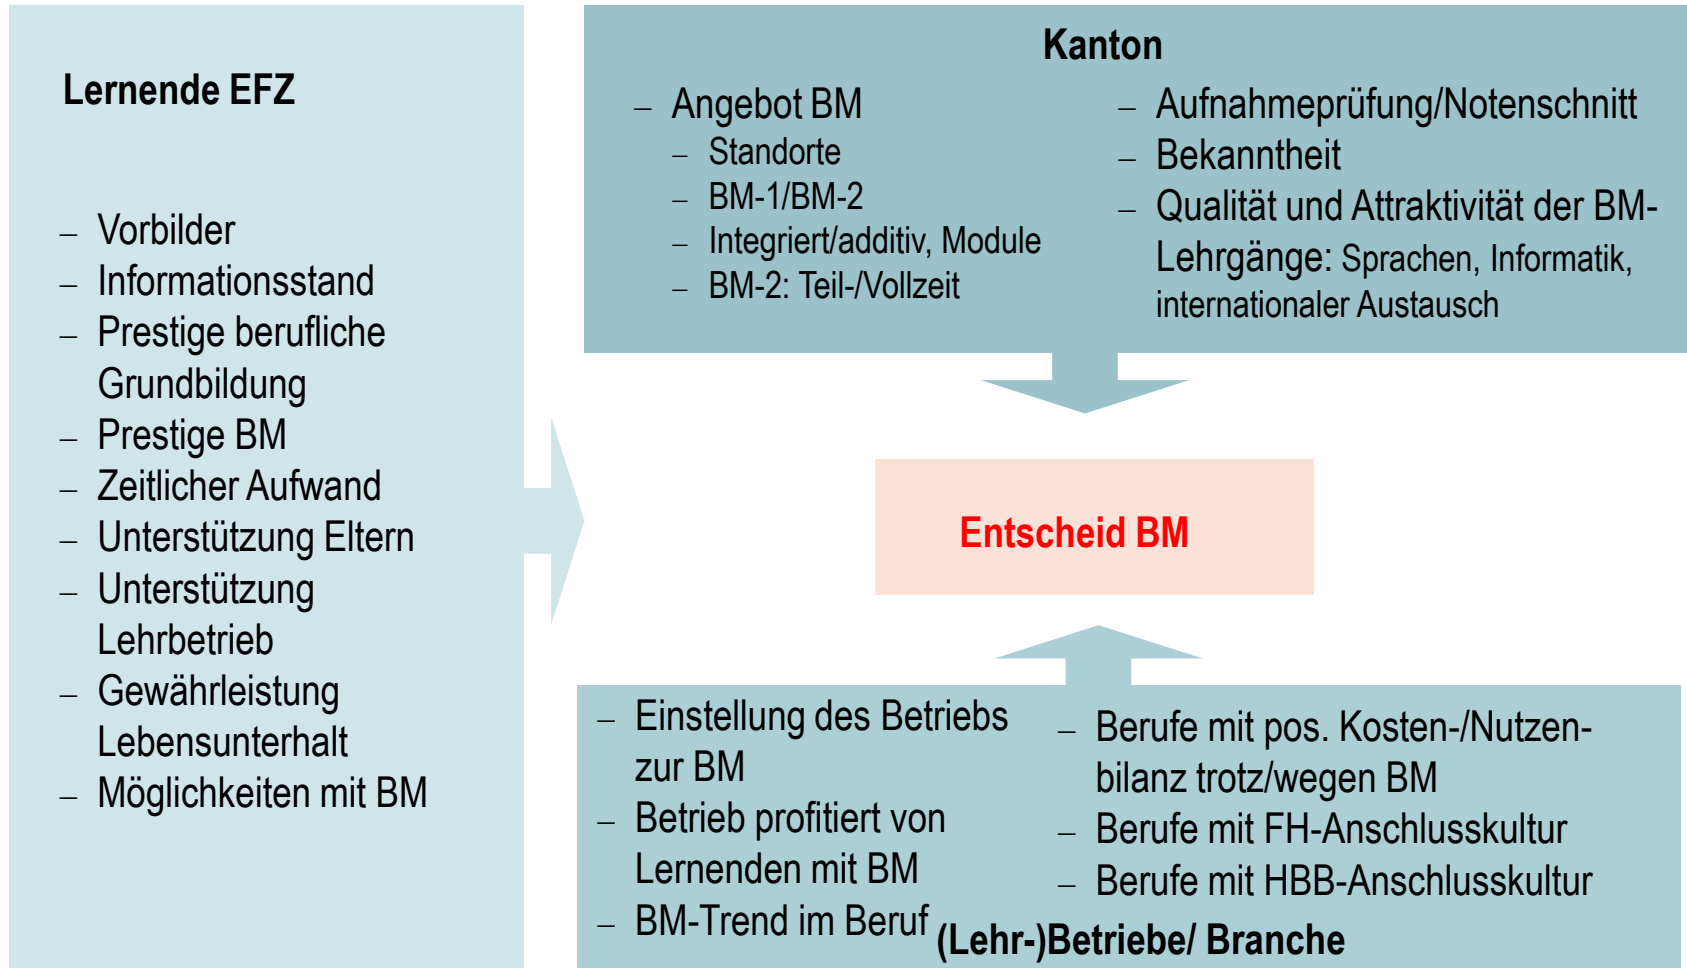 Lernende EFZ
– Vorbilder
– Informationsstand
– Prestige berufliche
Grundbildung
– Prestige BM
– Zeitlicher Aufwand
– Unterstützung Eltern
– Unterstützung
Lehrbetrieb
– Gewährleistung
Lebensunterhalt
– Möglichkeiten mit BM
Kanton
– Angebot BM
– Standorte
– BM-1/BM-2
– Integriert/additiv, Module
– BM-2: Teil-/Vollzeit
– Aufnahmeprüfung/Notenschnitt
– Bekanntheit
– Qualität und Attraktivität der BM-
Lehrgänge: Sprachen, Informatik,
internationaler Austausch
Entscheid BM
– Einstellung des Betriebs
zur BM
– Betrieb profitiert von
Lernenden mit BM
– BM-Trend im Beruf
– Berufe mit pos. Kosten-/Nutzen-
bilanz trotz/wegen BM
– Berufe mit FH-Anschlusskultur
– Berufe mit HBB-Anschlusskultur
(Lehr-)Betriebe/ Branche